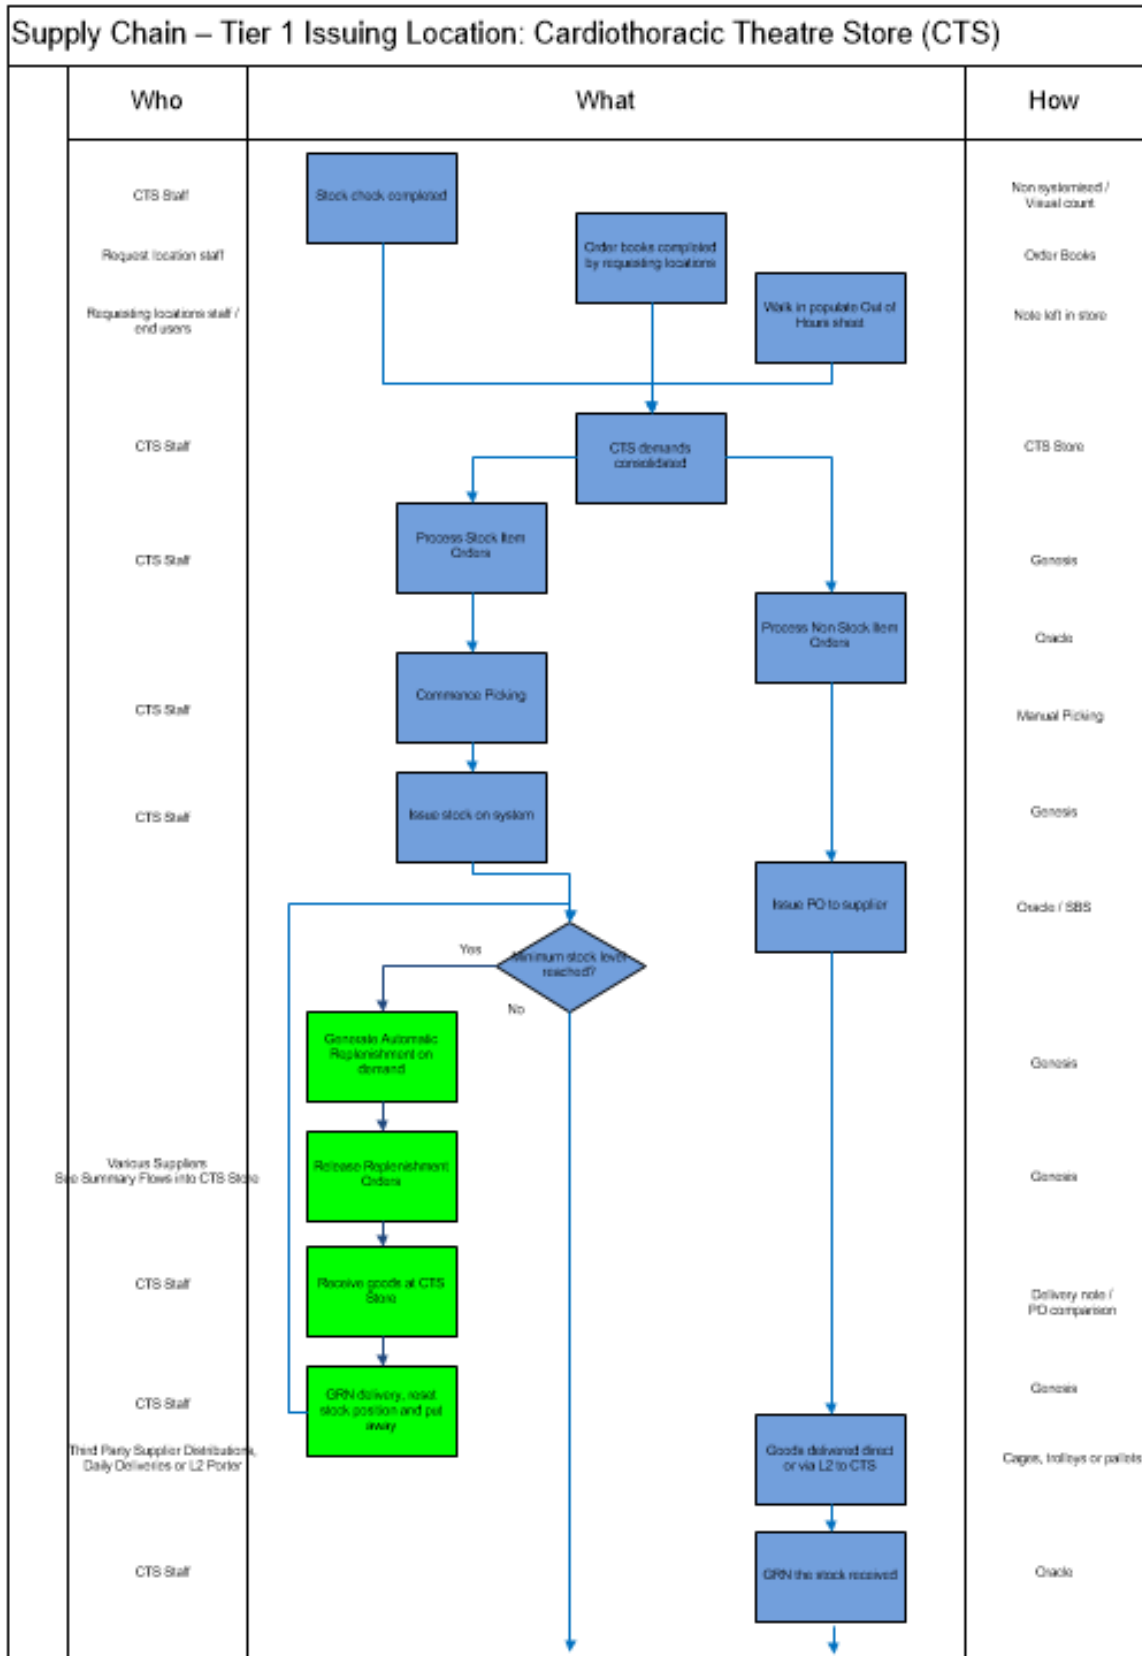 Supply Chain – Tier 1 Issuing Location: Cardiothoracic Theatre Store (CTS)
Who
What
How
CTS Staff
Stock check completed
Non systemised /
Visual count
Request location staff
Order books completed
by requesting locations
Order Books
Requesting locations staff /
end users
Walk in populate Out of
Hours sheet
Note left in store
CTS Staff
CTS demands
consolidated
CTS Store
CTS Staff
Process Stock Item
Orders
Genesis
Process Non Stock Item
Orders
Oracle
CTS Staff
Commence Picking
Manual Picking
CTS Staff
Issue stock on system
Genesis
Issue PO to supplier
Oracle / SBS
Yes
Minimum stock level
reached?
No
Generate Automatic
Replenishment on
demand
Genesis
Various Suppliers
See Summary Flows into CTS Store
Release Replenishment
Orders
Genesis
CTS Staff
Receive goods at CTS
Store
Delivery note /
PO comparison
CTS Staff
GRN delivery, reset
stock position and put
away
Genesis
Third Party Supplier Distributions,
Daily Deliveries or L2 Porter
Goods delivered direct
or via L2 to CTS
Cages, trolleys or pallets
CTS Staff
GRN the stock received
Oracle